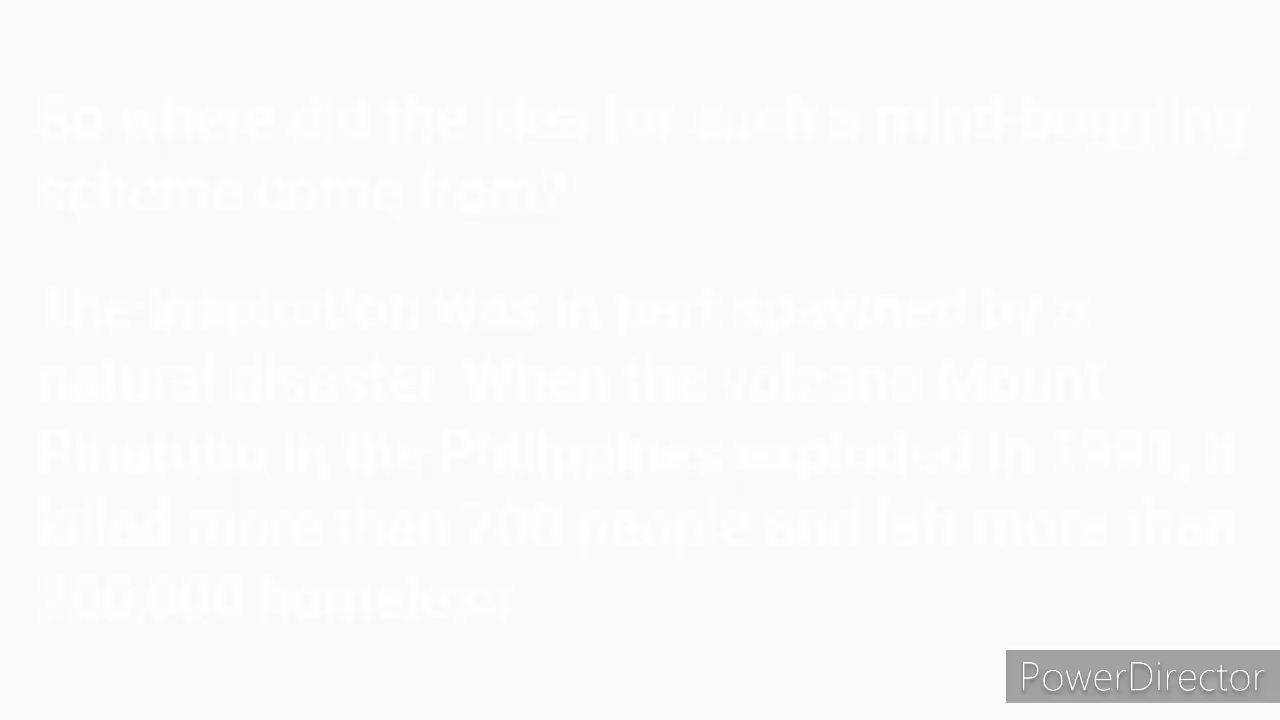 So where did the idea for such a mind-boggling
scheme come from?
The inspiration was in part spawned by a
natural disaster. When the volcano Mount
Pinatubo in the Philippines exploded in 1991, it
killed more than 700 people and left more than
200,000 homeless
PowerDirector